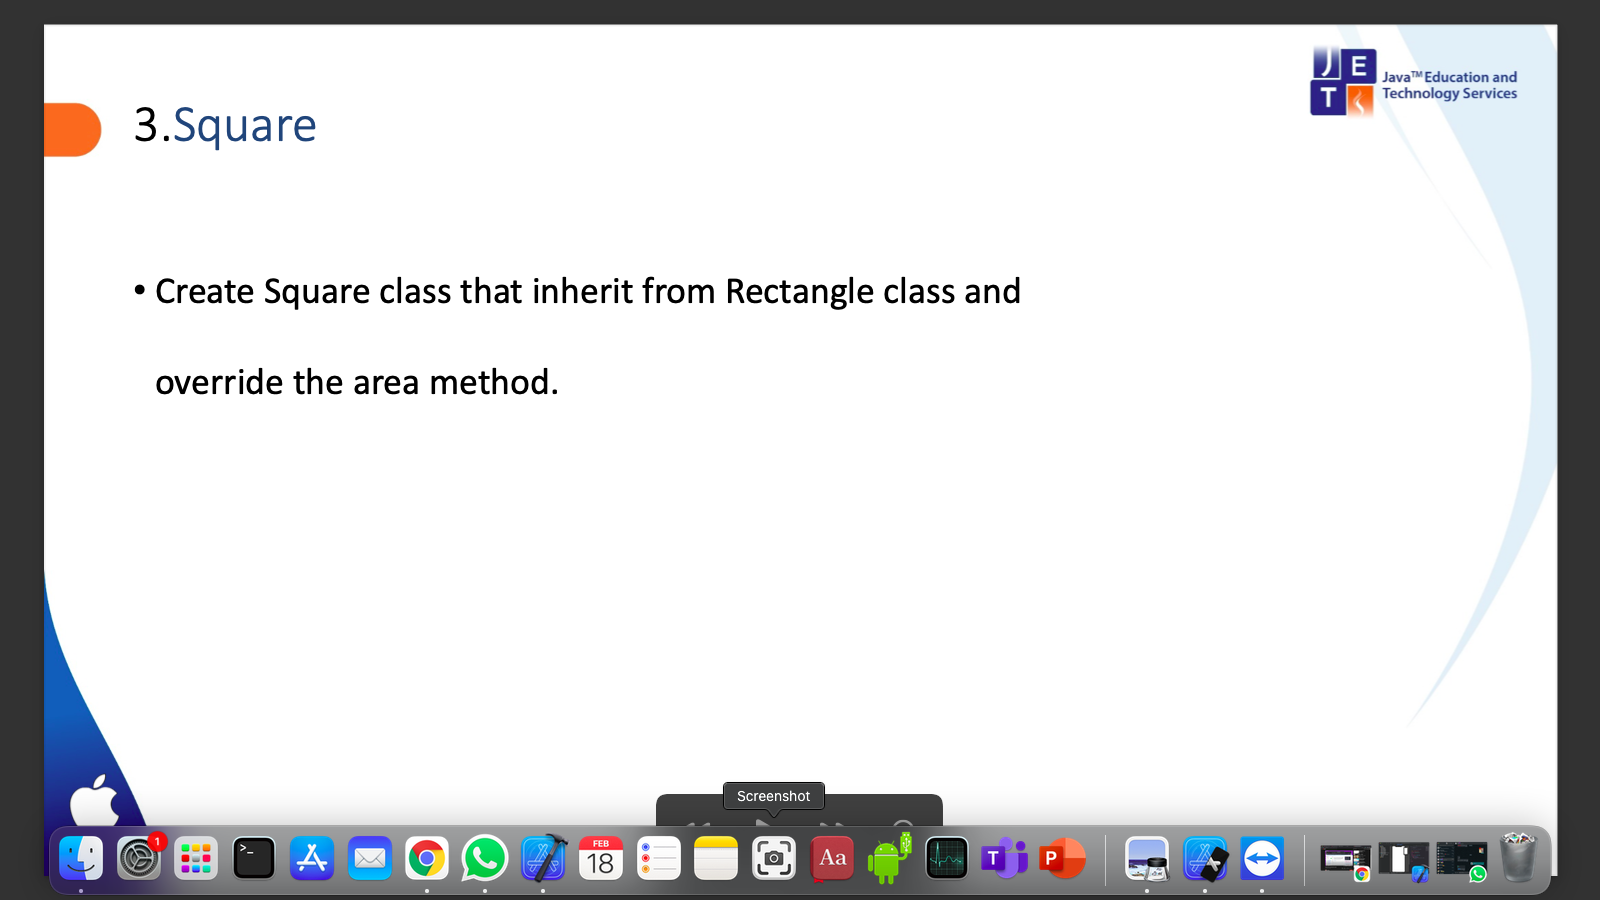 J E T
Java™ Education and
Technology Services
3.Square
• Create Square class that inherit from Rectangle class and
override the area method.
Screenshot
1
>_
FEB
18
Aa
T
P